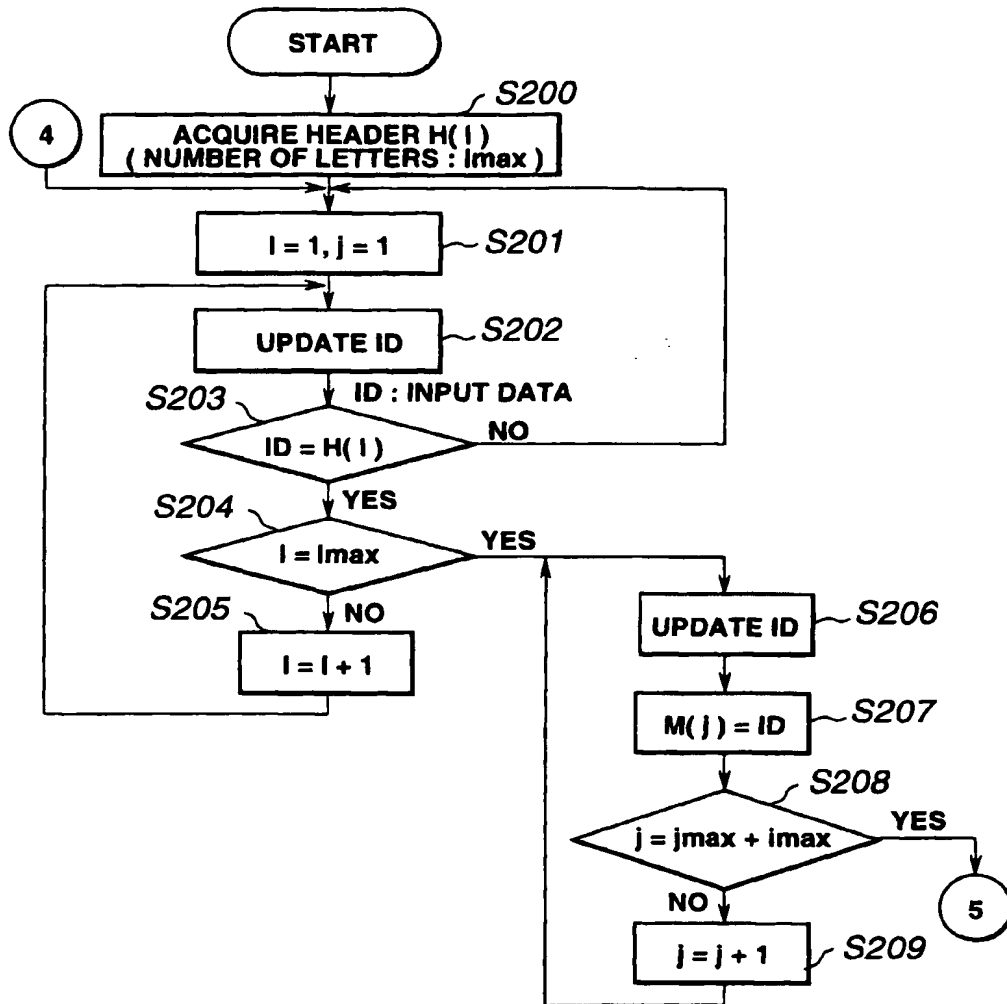 START
S200
4
ACQUIRE HEADER H( i )
( NUMBER OF LETTERS : imax )
i = 1, j = 1
S201
UPDATE ID
S202
ID : INPUT DATA
S203
ID = H( i )
NO
YES
S204
i = imax
YES
S205
NO
i = i + 1
UPDATE ID
S206
M( j ) = ID
S207
S208
j = jmax + imax
YES
NO
5
j = j + 1
S209